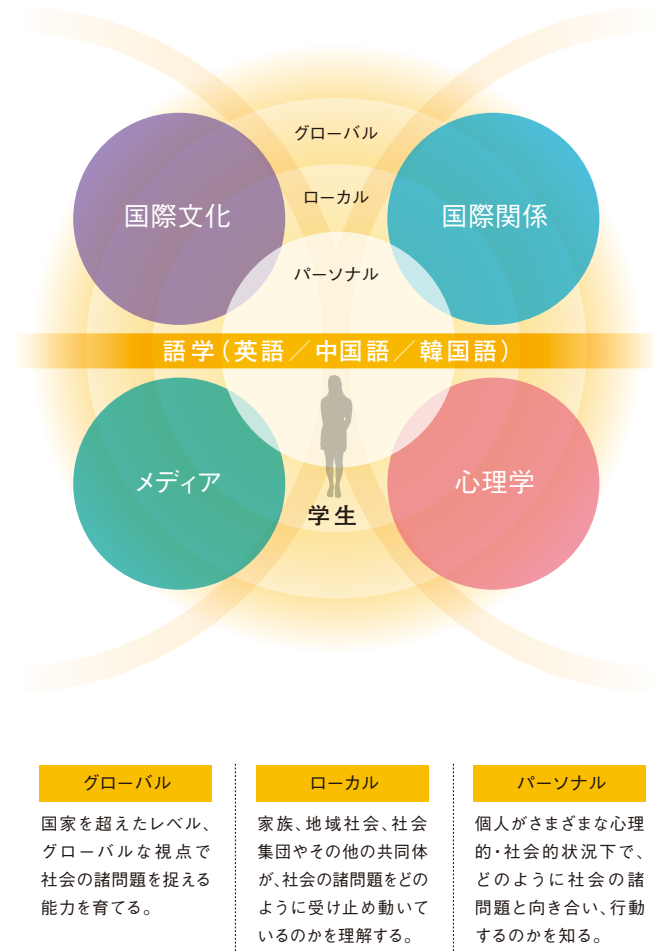 グローバル
ローカル
国際文化
国際関係
パーソナル
語学（英語／中国語／韓国語）
メディア
心理学
学生
グローバル
国家を超えたレベル、
グローバルな視点で
社会の諸問題を捉える
能力を育てる。
ローカル
家族、地域社会、社会
集団やその他の共同体
が、社会の諸問題をどの
ように受け止め動いて
いるのかを理解する。
パーソナル
個人がさまざまな心理
的・社会的状況下で、
どのように社会の諸
問題と向き合い、行動
するのかを知る。